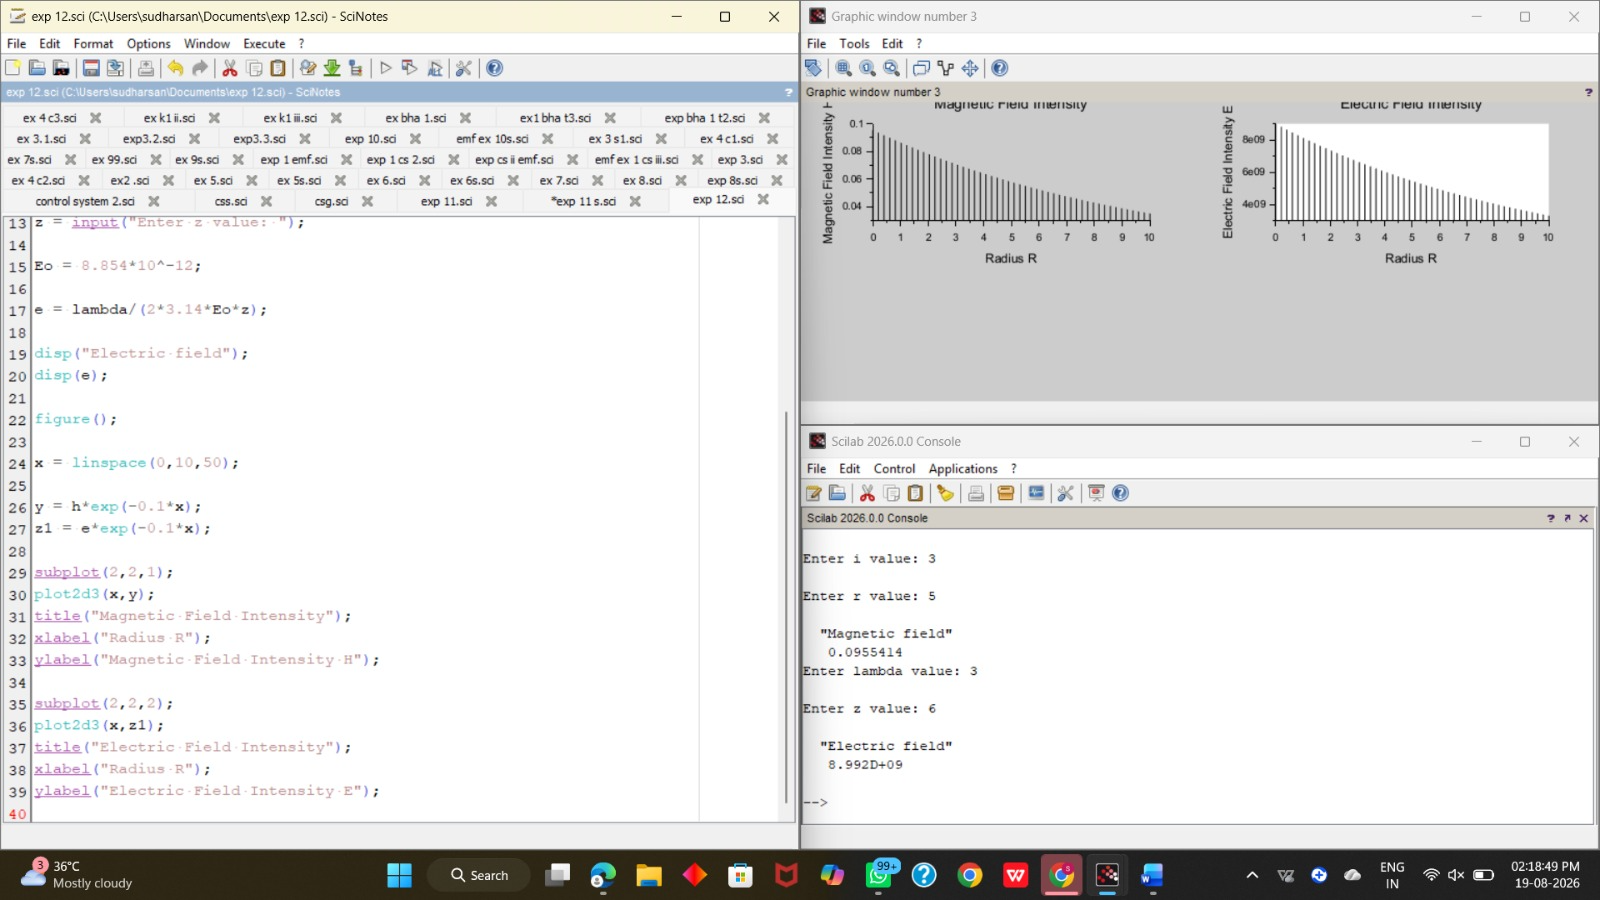 exp 12.sci (C:\Users\sudharsan\Documents\exp 12.sci) - SciNotes
File Edit Format Options Window Execute ?
exp 12.sci (C:\Users\sudharsan\Documents\exp 12.sci) - SciNotes ?
ex 4 c3.sci ex k1 ii.sci ex k1 iii.sci ex bha 1.sci ex1 bha t3.sci exp bha 1 t2.sci
ex 3.1.sci exp3.2.sci exp3.3.sci exp 10.sci emf ex 10s.sci ex 3 s1.sci ex 4 c1.sci
ex 7s.sci ex 99.sci ex 9s.sci exp 1 emf.sci exp 1 cs 2.sci exp cs ii emf.sci emf ex 1 cs iii.sci exp 3.sci
ex 4 c2.sci ex2 .sci ex 5.sci ex 5s.sci ex 6.sci ex 6s.sci ex 7.sci ex 8.sci exp 8s.sci
control system 2.sci css.sci csg.sci exp 11.sci *exp 11 s.sci exp 12.sci
13 z = input("Enter z value: ");
14
15 Eo = 8.854*10^-12;
16
17 e = lambda/(2*3.14*Eo*z);
18
19 disp("Electric field");
20 disp(e);
21
22 figure();
23
24 x = linspace(0,10,50);
25
26 y = h*exp(-0.1*x);
27 z1 = e*exp(-0.1*x);
28
29 subplot(2,2,1);
30 plot2d3(x,y);
31 title("Magnetic Field Intensity");
32 xlabel("Radius R");
33 ylabel("Magnetic Field Intensity H");
34
35 subplot(2,2,2);
36 plot2d3(x,z1);
37 title("Electric Field Intensity");
38 xlabel("Radius R");
39 ylabel("Electric Field Intensity E");
40
Graphic window number 3
File Tools Edit ?
Graphic window number 3 ?
Magnetic Field Intensity
Magnetic Field Intensity H
0.1
0.08
0.06
0.04
0 1 2 3 4 5 6 7 8 9 10
Radius R
Electric Field Intensity
Electric Field Intensity E
8e09
6e09
4e09
0 1 2 3 4 5 6 7 8 9 10
Radius R
Scilab 2026.0.0 Console
File Edit Control Applications ?
Scilab 2026.0.0 Console ?
Enter i value: 3
Enter r value: 5
"Magnetic field"
0.0955414
Enter lambda value: 3
Enter z value: 6
"Electric field"
8.992D+09
-->
3
36°C
Mostly cloudy
Search
99+
ENG
IN
02:18:49 PM
19-08-2026